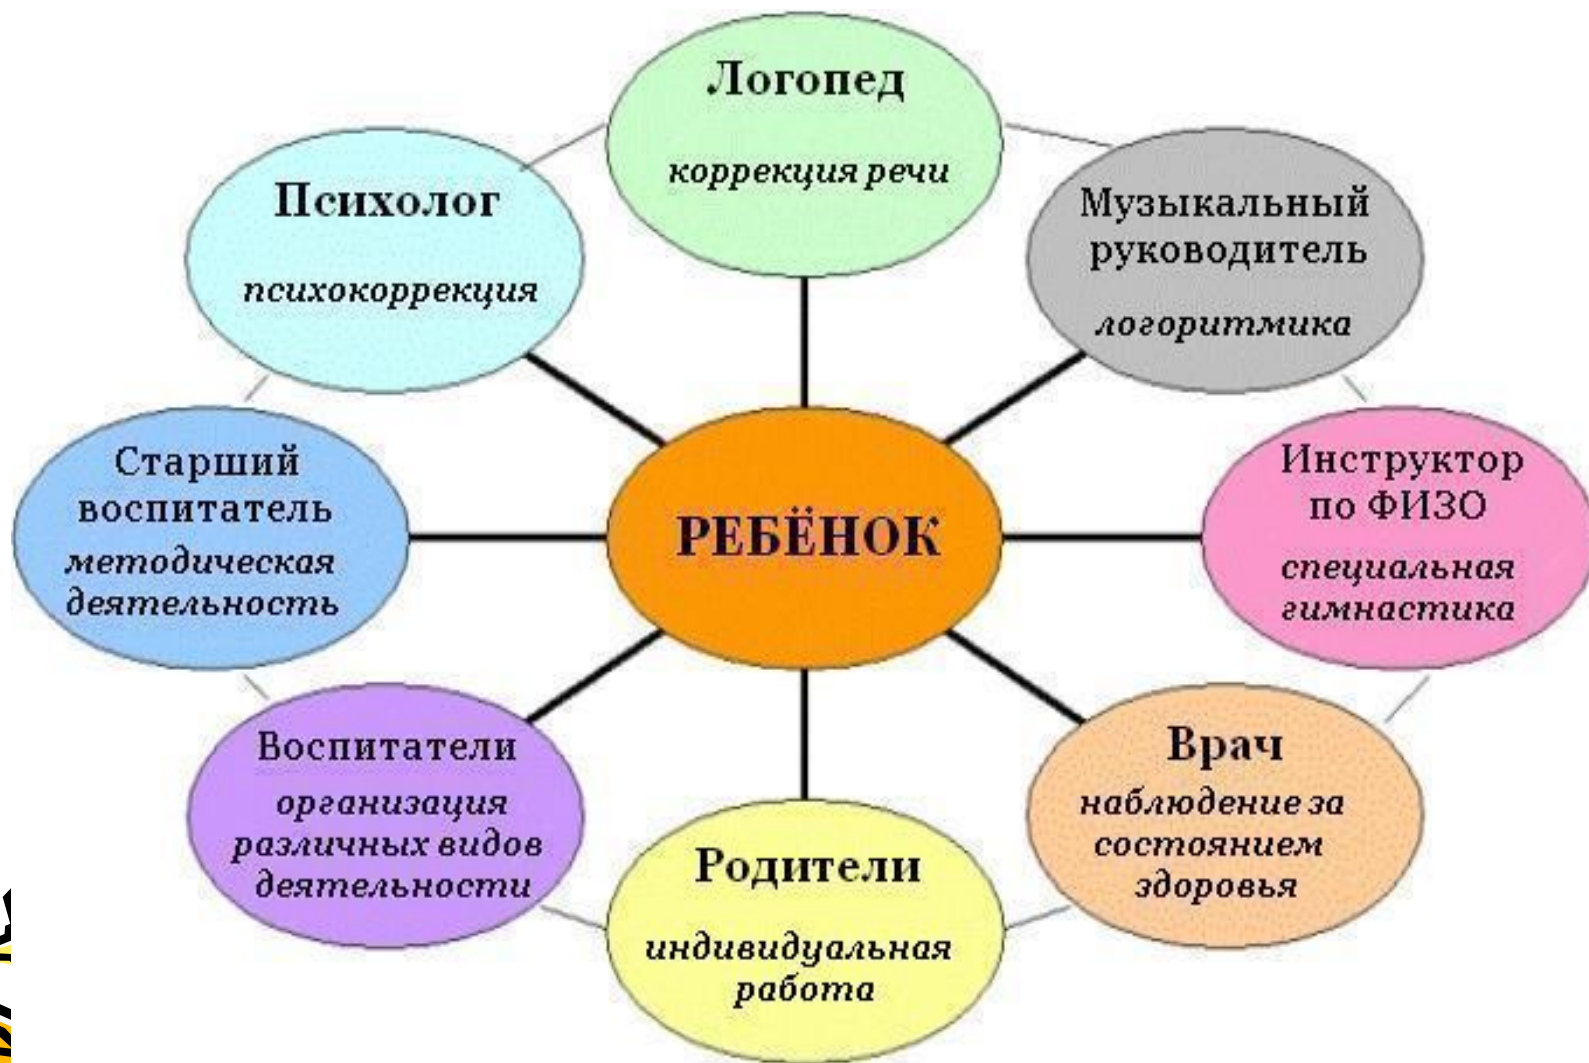 Логопед
коррекция речи
Психолог
психокоррекция
Музыкальный
руководитель
логоритмика
Старший
воспитатель
методическая
деятельность
РЕБЁНОК
Инструктор
по ФИЗО
специальная
гимнастика
Воспитатели
организация
различных видов
деятельности
Родители
индивидуальная
работа
Врач
наблюдение за
состоянием
здоровья